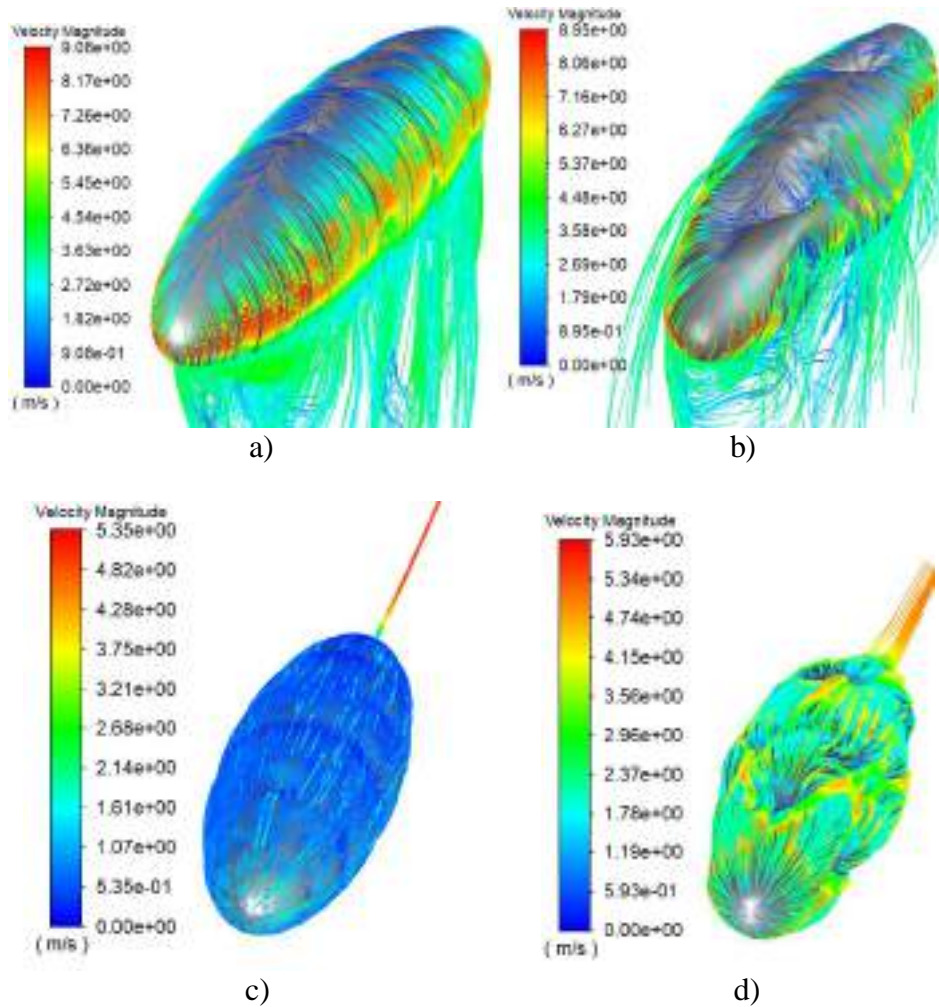 Velocity Magnitude
9.08e+00
8.17e+00
7.26e+00
6.36e+00
5.45e+00
4.54e+00
3.63e+00
2.72e+00
1.82e+00
9.08e-01
0.00e+00
( m/s )
a)
Velocity Magnitude
8.95e+00
8.06e+00
7.16e+00
6.27e+00
5.37e+00
4.48e+00
3.58e+00
2.69e+00
1.79e+00
8.95e-01
0.00e+00
( m/s )
b)
Velocity Magnitude
5.35e+00
4.82e+00
4.28e+00
3.75e+00
3.21e+00
2.68e+00
2.14e+00
1.61e+00
1.07e+00
5.35e-01
0.00e+00
( m/s )
c)
Velocity Magnitude
5.93e+00
5.34e+00
4.74e+00
4.15e+00
3.56e+00
2.96e+00
2.37e+00
1.78e+00
1.19e+00
5.93e-01
0.00e+00
( m/s )
d)